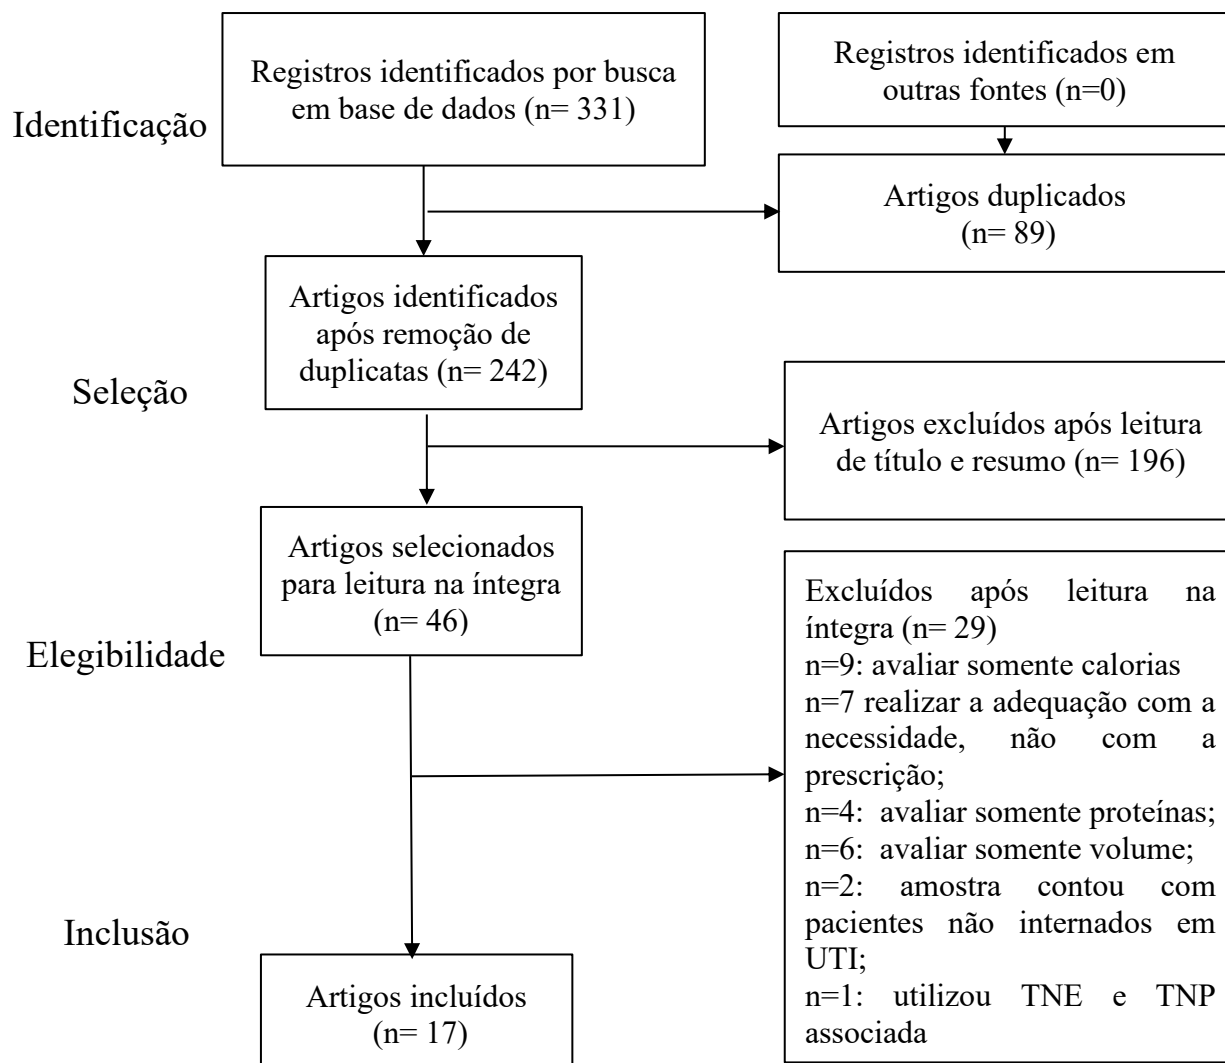 Identificação
Registros identificados por busca
em base de dados (n= 331)
Registros identificados em
outras fontes (n=0)
Artigos duplicados
(n= 89)
Seleção
Artigos identificados
após remoção de
duplicatas (n= 242)
Artigos excluídos após leitura
de título e resumo (n= 196)
Elegibilidade
Artigos selecionados
para leitura na íntegra
(n= 46)
Excluídos após leitura na
íntegra (n= 29)
n=9: avaliar somente calorias
n=7 realizar a adequação com a
necessidade, não com a
prescrição;
n=4: avaliar somente proteínas;
n=6: avaliar somente volume;
n=2: amostra contou com
pacientes não internados em
UTI;
n=1: utilizou TNE e TNP
associada
Inclusão
Artigos incluídos
(n= 17)